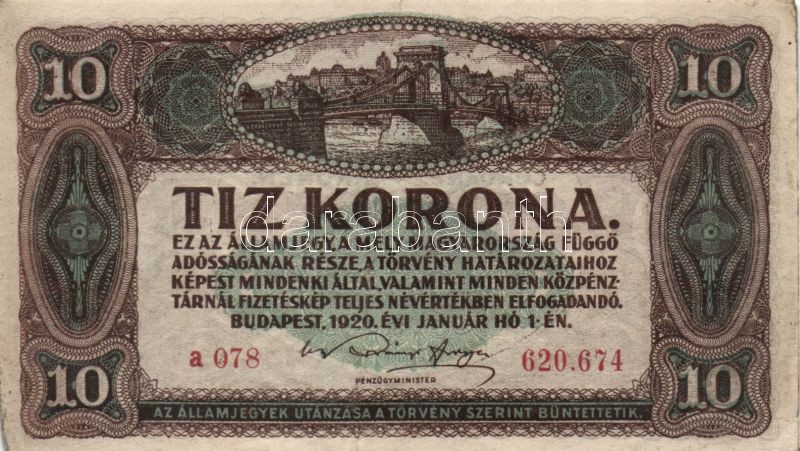 10 10
TIZ KORONA.
EZ AZ ÁLLAMJEGY, A MELY MAGYARORSZÁG FÜGGŐ
ADÓSSÁGÁNAK RÉSZE, A TÖRVÉNY HATÁROZATAIHOZ
KÉPEST MINDENKI ÁLTAL, VALAMINT MINDEN KÖZPÉNZ-
TÁRNÁL FIZETÉSKÉP TELJES NÉVÉRTÉKBEN ELFOGADANDÓ.
BUDAPEST, 1920. ÉVI JANUÁR HÓ 1-ÉN.
a 078 620.674
PÉNZÜGYMINISTER
10 10
AZ ÁLLAMJEGYEK UTÁNZÁSA A TÖRVÉNY SZERINT BÜNTETTETIK.
darabanth